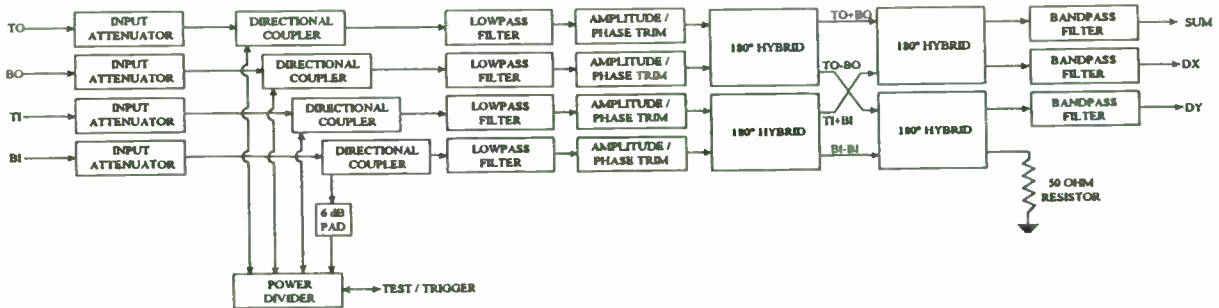 TO
INPUT
ATTENUATOR
DIRECTIONAL
COUPLER
LOWPASS
FILTER
AMPLITUDE /
PHASE TRIM
180° HYBRID
TO+BO
180° HYBRID
BANDPASS
FILTER
SUM
BO
INPUT
ATTENUATOR
DIRECTIONAL
COUPLER
LOWPASS
FILTER
AMPLITUDE /
PHASE TRIM
TO-BO
BANDPASS
FILTER
DX
TI
INPUT
ATTENUATOR
DIRECTIONAL
COUPLER
LOWPASS
FILTER
AMPLITUDE /
PHASE TRIM
180° HYBRID
TI+BI
180° HYBRID
BANDPASS
FILTER
DY
BI
INPUT
ATTENUATOR
DIRECTIONAL
COUPLER
LOWPASS
FILTER
AMPLITUDE /
PHASE TRIM
BI-BI
50 OHM
RESISTOR
6 dB
PAD
POWER
DIVIDER
TEST / TRIGGER